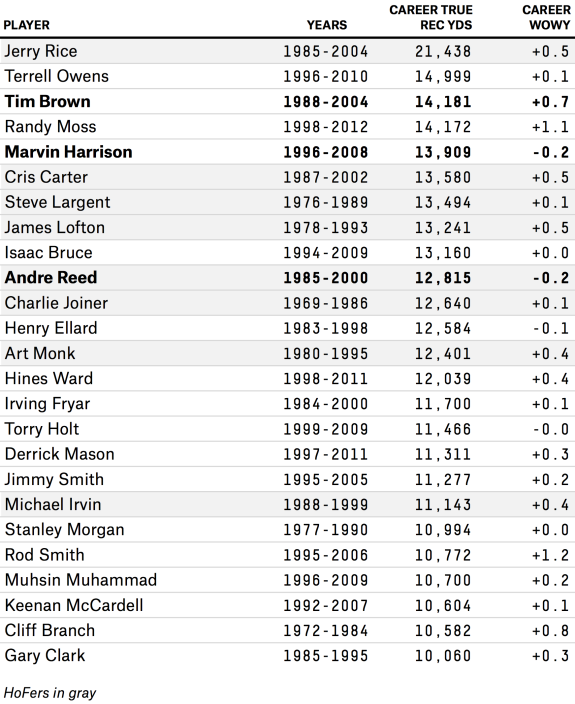 PLAYER YEARS CAREER TRUE REC YDS CAREER WOWY
Jerry Rice 1985-2004 21,438 +0.5
Terrell Owens 1996-2010 14,999 +0.1
Tim Brown 1988-2004 14,181 +0.7
Randy Moss 1998-2012 14,172 +1.1
Marvin Harrison 1996-2008 13,909 -0.2
Cris Carter 1987-2002 13,580 +0.5
Steve Largent 1976-1989 13,494 +0.1
James Lofton 1978-1993 13,241 +0.5
Isaac Bruce 1994-2009 13,160 +0.0
Andre Reed 1985-2000 12,815 -0.2
Charlie Joiner 1969-1986 12,640 +0.1
Henry Ellard 1983-1998 12,584 -0.1
Art Monk 1980-1995 12,401 +0.4
Hines Ward 1998-2011 12,039 +0.4
Irving Fryar 1984-2000 11,700 +0.1
Torry Holt 1999-2009 11,466 -0.0
Derrick Mason 1997-2011 11,311 +0.3
Jimmy Smith 1995-2005 11,277 +0.2
Michael Irvin 1988-1999 11,143 +0.4
Stanley Morgan 1977-1990 10,994 +0.0
Rod Smith 1995-2006 10,772 +1.2
Muhsin Muhammad 1996-2009 10,700 +0.2
Keenan McCardell 1992-2007 10,604 +0.1
Cliff Branch 1972-1984 10,582 +0.8
Gary Clark 1985-1995 10,060 +0.3
HoFers in gray